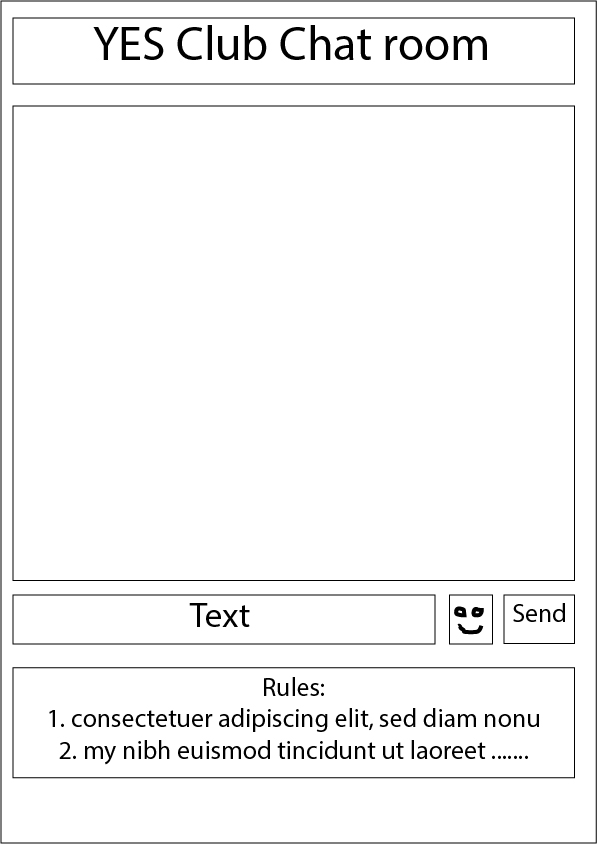 YES Club Chat room
Text
Send
Rules:
1. consectetuer adipiscing elit, sed diam nonu
2. my nibh euismod tincidunt ut laoreet .......